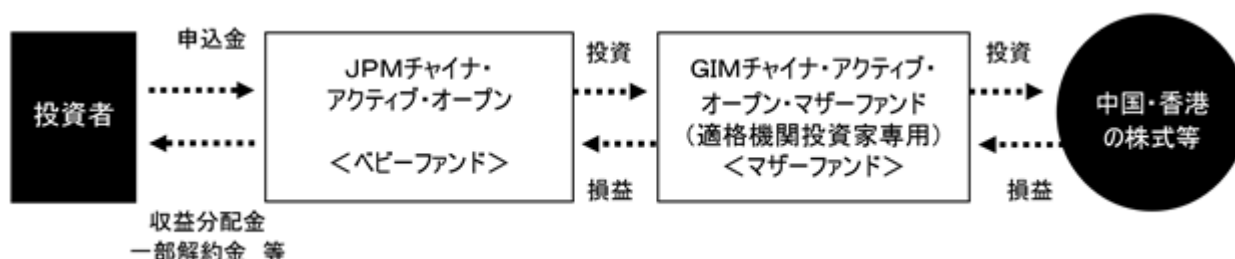 投資者
申込金
収益分配金
一部解約金 等
JPMチャイナ・
アクティブ・オープン
<ベビーファンド>
投資
損益
GIMチャイナ・アクティブ・
オープン・マザーファンド
(適格機関投資家専用)
<マザーファンド>
投資
損益
中国・香港
の株式等